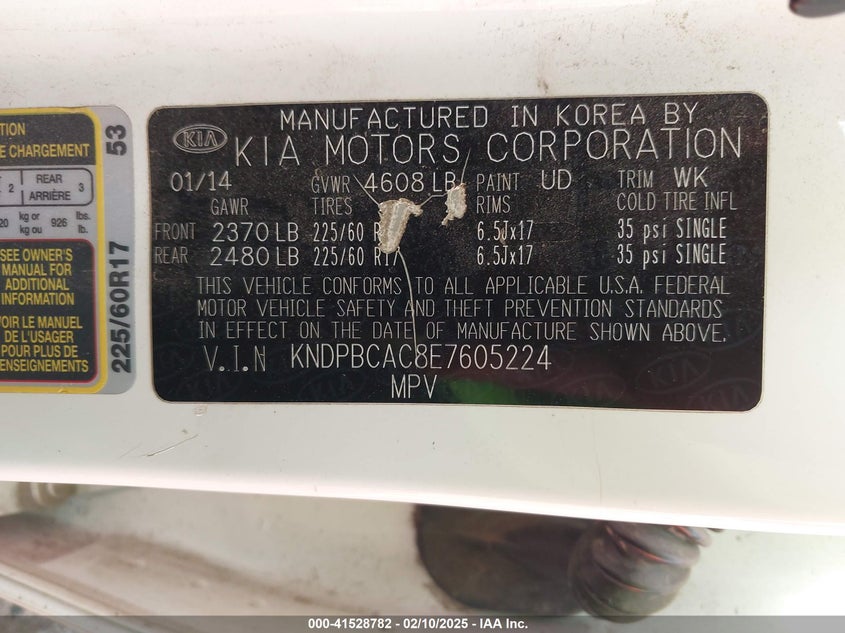 TION
E CHARGEMENT
2 REAR ARRIÈRE 3
20 kg or kg ou 926 lbs. lb.
SEE OWNER'S
MANUAL FOR
ADDITIONAL
INFORMATION
VOIR LE MANUEL
DE L'USAGER
POUR PLUS DE
225/60R17 53
KIA
MANUFACTURED IN KOREA BY
KIA MOTORS CORPORATION
01/14 GVWR 4608 LB PAINT UD TRIM WK
GAWR TIRES RIMS COLD TIRE INFL
FRONT 2370 LB 225/60 6.5Jx17 35 psi SINGLE
REAR 2480 LB 225/60 6.5Jx17 35 psi SINGLE
THIS VEHICLE CONFORMS TO ALL APPLICABLE U.S.A. FEDERAL
MOTOR VEHICLE SAFETY AND THEFT PREVENTION STANDARDS
IN EFFECT ON THE DATE OF MANUFACTURE SHOWN ABOVE.
V.I.N KNDPBCAC8E7605224
MPV
000-41528782 - 02/10/2025 - IAA Inc.